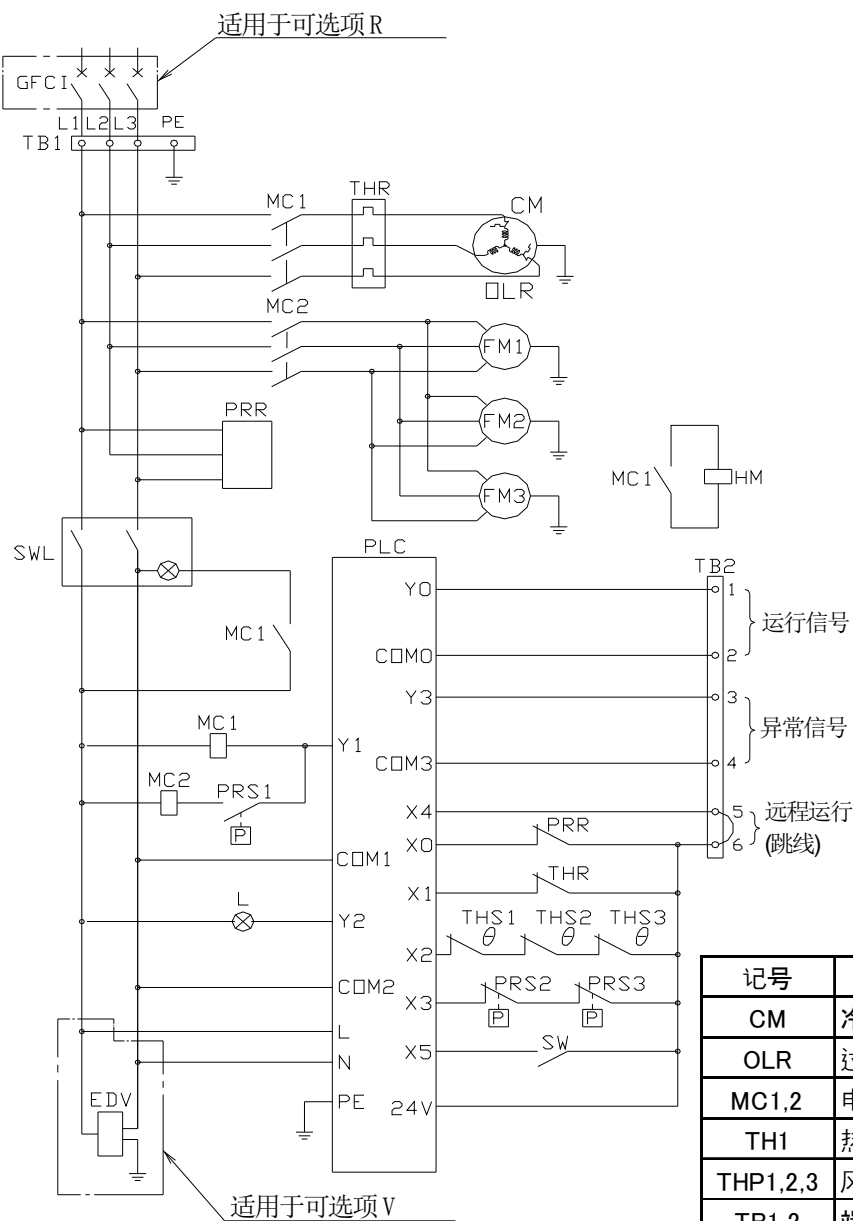 适用于可选项R
GFCI
L1 L2 L3 PE
TB1
MC1
THR
CM
OLR
MC2
FM1
PRR
FM2
MC1
HM
FM3
SWL
PLC
TB2
Y0
1
运行信号
MC1
COM0
2
Y3
3
异常信号
MC1
Y1
COM3
4
MC2
PRS1
P
X4
5
远程运行
(跳线)
X0
PRR
6
COM1
X1
THR
L
Y2
THS1 THS2 THS3
θ θ θ
X2
COM2
X3
PRS2 PRS3
P P
L
X5
SW
N
EDV
PE
24V
适用于可选项V
记号
CM
OLR
MC1,2
TH1
THP1,2,3